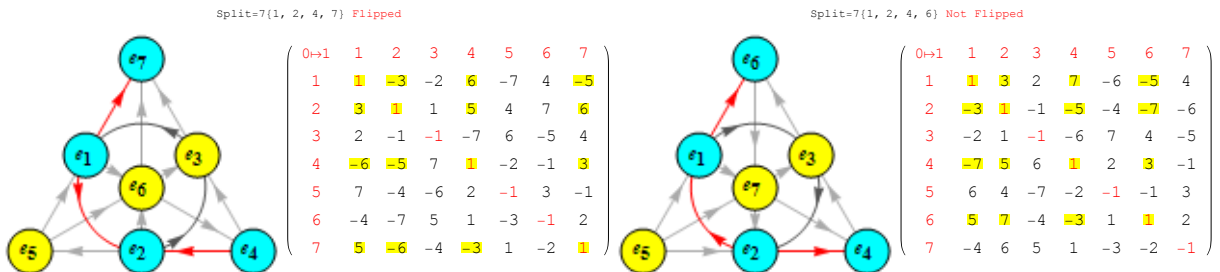 Split=7{1, 2, 4, 7} Flipped
e7
e1
e3
e6
e5
e2
e4
0↦1 1 2 3 4 5 6 7
1 1 −3 −2 6 −7 4 −5
2 3 1 1 5 4 7 6
3 2 −1 −1 −7 6 −5 4
4 −6 −5 7 1 −2 −1 3
5 7 −4 −6 2 −1 3 −1
6 −4 −7 5 1 −3 −1 2
7 5 −6 −4 −3 1 −2 1
Split=7{1, 2, 4, 6} Not Flipped
e6
e1
e3
e7
e5
e2
e4
0↦1 1 2 3 4 5 6 7
1 1 3 2 7 −6 −5 4
2 −3 1 −1 −5 −4 −7 −6
3 −2 1 −1 −6 7 4 −5
4 −7 5 6 1 2 3 −1
5 6 4 −7 −2 −1 −1 3
6 5 7 −4 −3 1 1 2
7 −4 6 5 1 −3 −2 −1